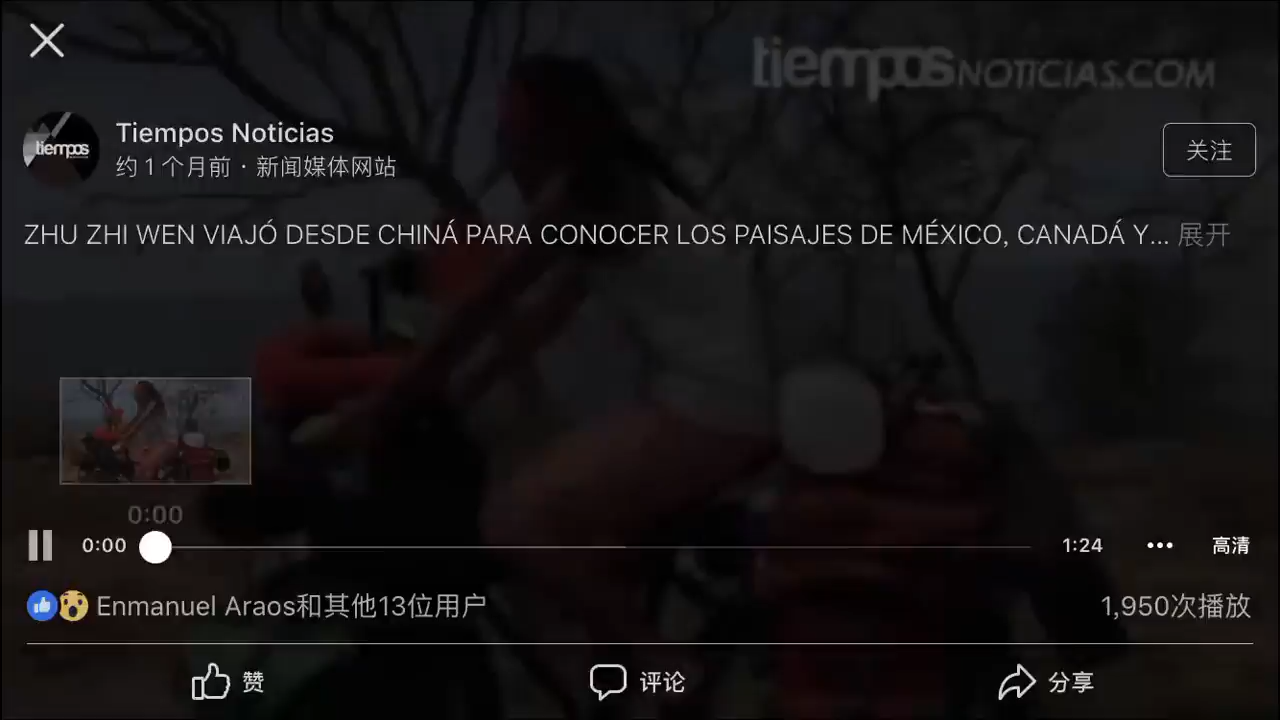 tiemposNOTICIAS.COM
tiempos
Tiempos Noticias
约1个月前 · 新闻媒体网站
关注
ZHU ZHI WEN VIAJÓ DESDE CHINÁ PARA CONOCER LOS PAISAJES DE MÉXICO, CANADÁ Y... 展开
0:00
0:00
1:24
高清
Enmanuel Araos和其他13位用户
1,950次播放
赞
评论
分享